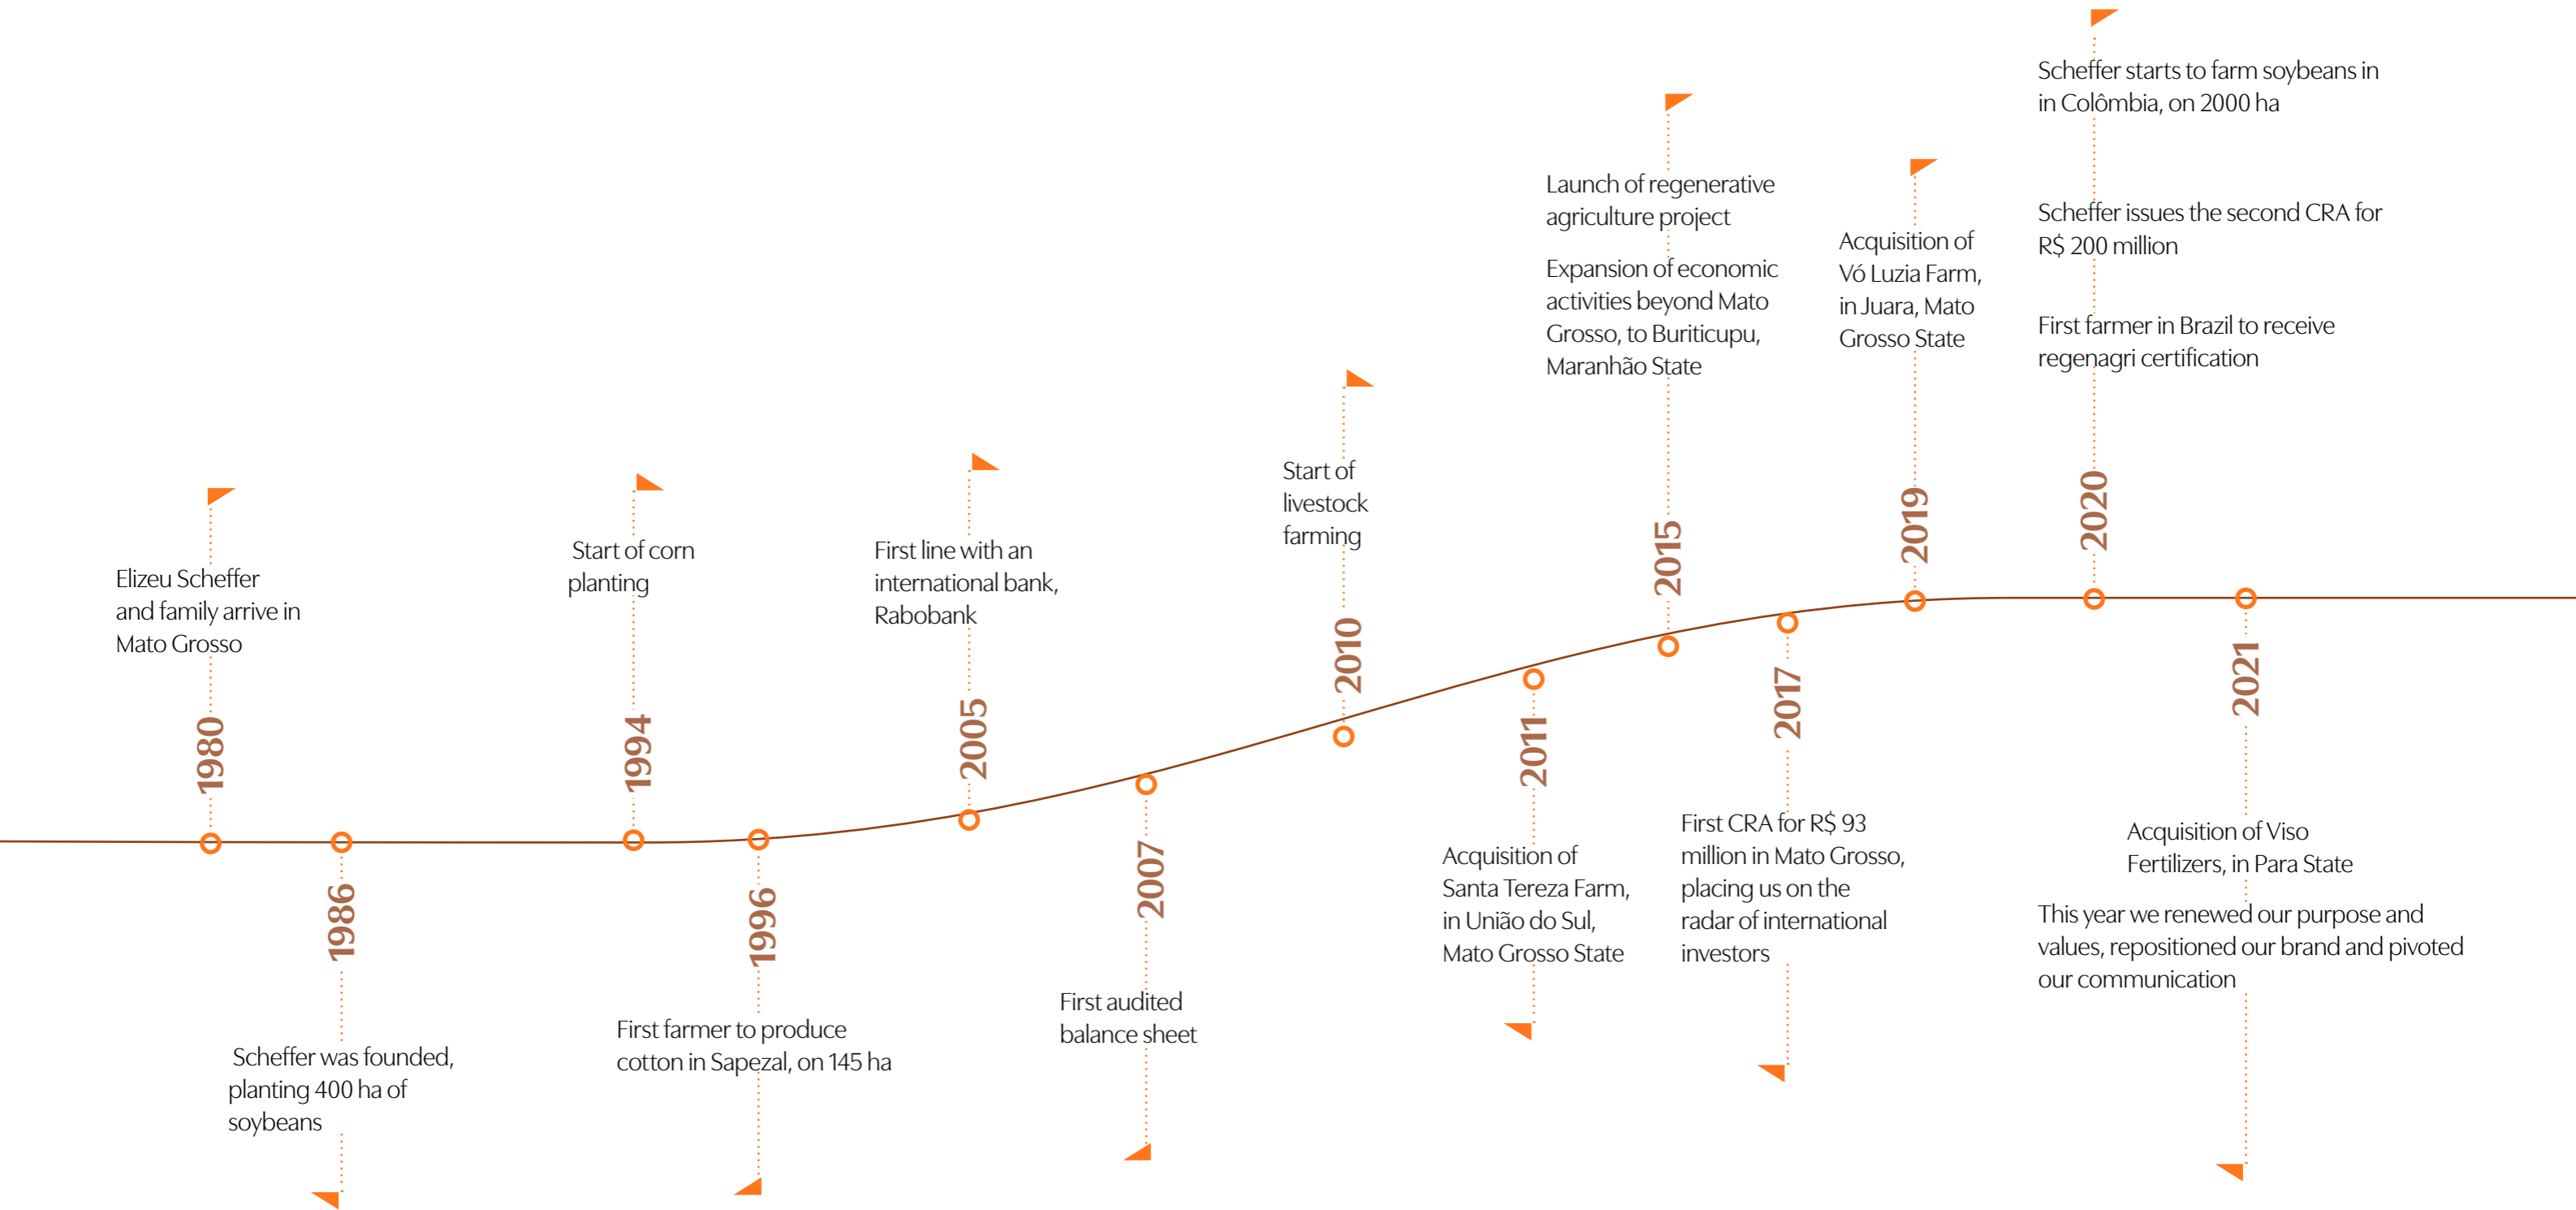 1980
Elizeu Scheffer
and family arrive in
Mato Grosso
1986
Scheffer was founded,
planting 400 ha of
soybeans
1994
Start of corn
planting
1996
First farmer to produce
cotton in Sapezal, on 145 ha
2005
First line with an
international bank,
Rabobank
2007
First audited
balance sheet
2010
Start of
livestock
farming
2011
Acquisition of
Santa Tereza Farm,
in União do Sul,
Mato Grosso State
2015
Launch of regenerative
agriculture project
Expansion of economic
activities beyond Mato
Grosso, to Buriticupu,
Maranhão State
2017
First CRA for R$ 93
million in Mato Grosso,
placing us on the
radar of international
investors
2019
Acquisition of
Vó Luzia Farm,
in Juara, Mato
Grosso State
2020
Scheffer starts to farm soybeans in
in Colômbia, on 2000 ha
Scheffer issues the second CRA for
R$ 200 million
First farmer in Brazil to receive
regenagri certification
2021
Acquisition of Viso
Fertilizers, in Para State
This year we renewed our purpose and
values, repositioned our brand and pivoted
our communication